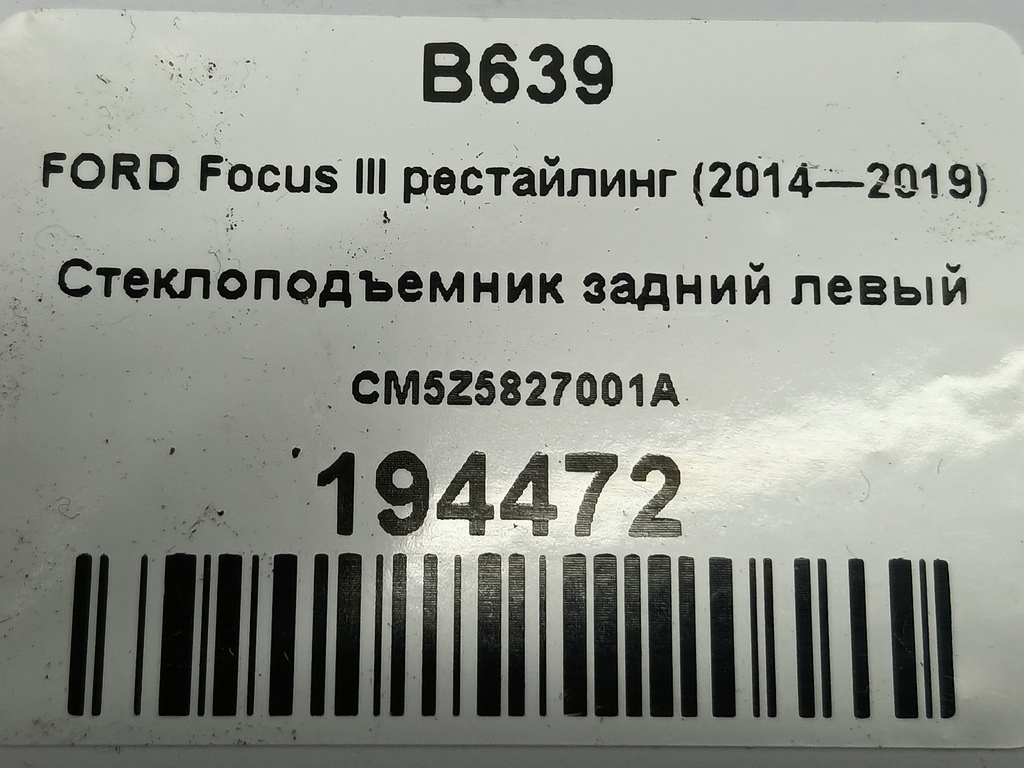 B639
FORD Focus III рестайлинг (2014—2019)
Стеклоподъемник задний левый
CM5Z5827001A
194472